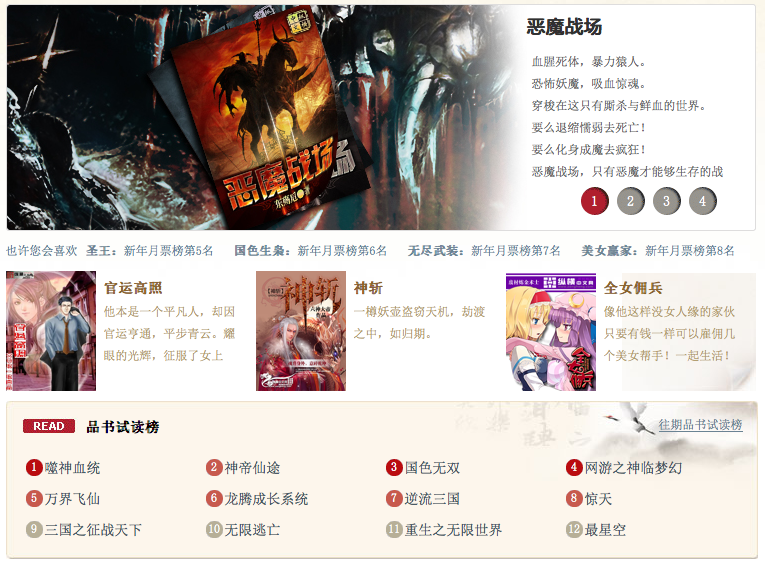 恶魔战场
血腥死体，暴力猿人。
恐怖妖魔，吸血惊魂。
穿梭在这只有厮杀与鲜血的世界。
要么退缩懦弱去死亡！
要么化身成魔去疯狂！
恶魔战场，只有恶魔才能够生存的战
1 2 3 4
恶魔战场
也许您会喜欢 圣王：新年月票榜第5名 国色生枭：新年月票榜第6名 无尽武装：新年月票榜第7名 美女赢家：新年月票榜第8名
官运高照
他本是一个平凡人，却因
官运亨通，平步青云。耀
眼的光辉，征服了女上
神斩
一樽妖壶盗窃天机，劫渡
之中，如归期。
神斩
全女佣兵
像他这样没女人缘的家伙
只要有钱一样可以雇佣几
个美女帮手！一起生活！
纵横
READ 品书试读榜 往期品书试读榜
1 噬神血统 2 神帝仙途 3 国色无双 4 网游之神临梦幻
5 万界飞仙 6 龙腾成长系统 7 逆流三国 8 惊天
9 三国之征战天下 10 无限逃亡 11 重生之无限世界 12 最星空